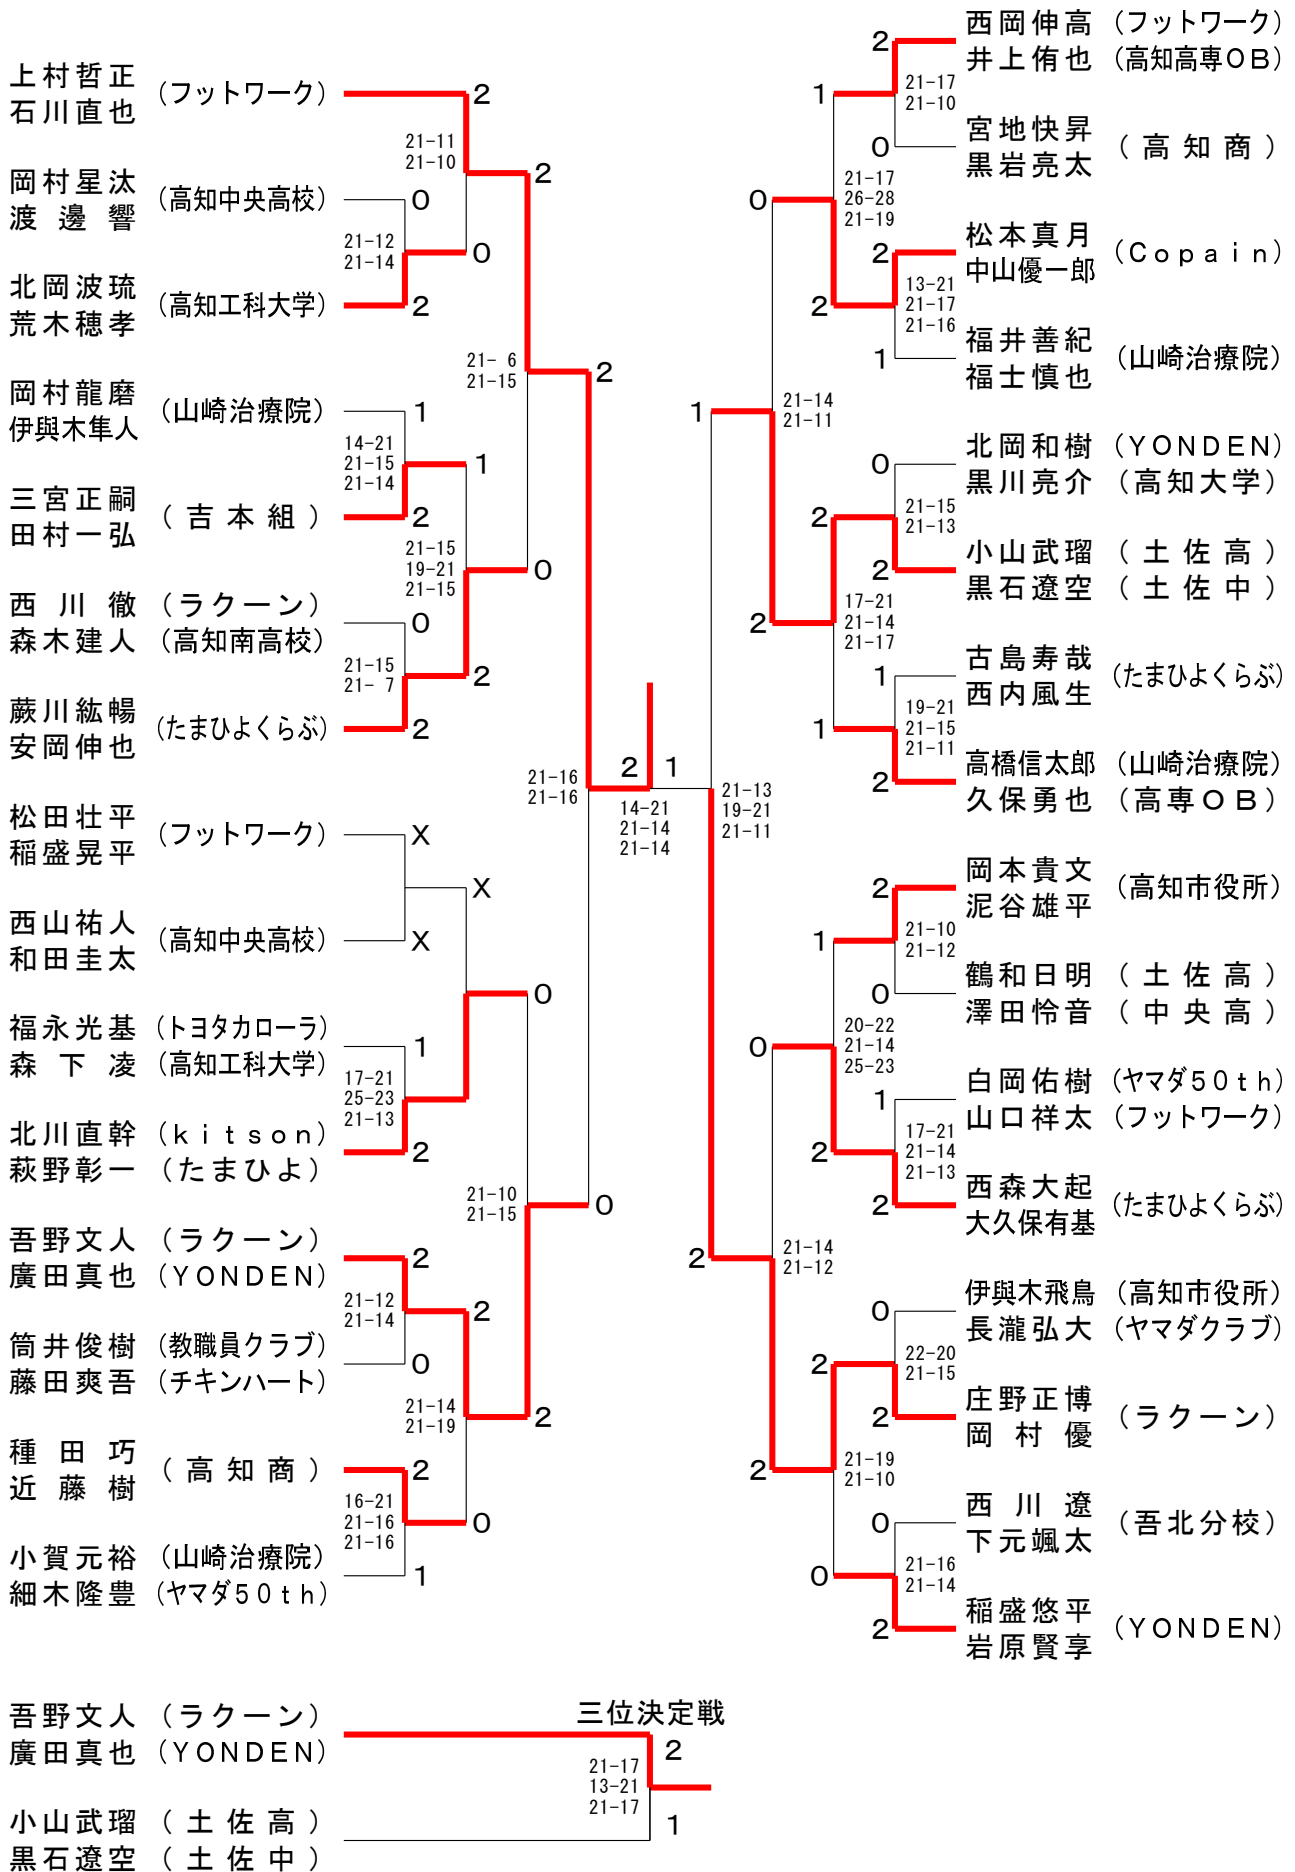 上村哲正 (フットワーク) 2
石川直也
21-11
21-10
2
岡村星汰 (高知中央高校) 0
渡邊響
21-12
21-14
0
北岡波琉 (高知工科大学) 2
荒木穂孝
21- 6
21-15
2
岡村龍磨 (山崎治療院) 1
伊與木隼人
14-21
21-15
21-14
1
三宮正嗣 (吉本組) 2
田村一弘
21-15
19-21
21-15
0
西川徹 (ラクーン) 0
森木建人 (高知南高校)
21-15
21- 7
2
蕨川紘暢 (たまひよくらぶ) 2
安岡伸也
21-16
21-16
2 1
14-21
21-14
21-14
松田壮平 (フットワーク) X
稲盛晃平
X
西山祐人 (高知中央高校) X
和田圭太
0
福永光基 (トヨタカローラ) 1
森下凌 (高知工科大学)
17-21
25-23
21-13
北川直幹 (kitson) 2
萩野彰一 (たまひよ)
21-10
21-15
0
吾野文人 (ラクーン) 2
廣田真也 (YONDEN)
21-12
21-14
2
筒井俊樹 (教職員クラブ) 0
藤田爽吾 (チキンハート)
21-14
21-19
2
種田巧 (高知商) 2
近藤樹
16-21
21-16
21-16
0
小賀元裕 (山崎治療院) 1
細木隆豊 (ヤマダ50th)
2 西岡伸高 (フットワーク)
井上侑也 (高知高専OB)
1
21-17
21-10
0 宮地快昇 (高知商)
黒岩亮太
0
21-17
26-28
21-19
2 松本真月 (Copain)
中山優一郎
2
13-21
21-17
21-16
1 福井善紀 (山崎治療院)
福士慎也
1
21-14
21-11
0 北岡和樹 (YONDEN)
黒川亮介 (高知大学)
2
21-15
21-13
2 小山武瑠 (土佐高)
黒石遼空 (土佐中)
2
17-21
21-14
21-17
1 古島寿哉 (たまひよくらぶ)
西内風生
1
19-21
21-15
21-11
2 高橋信太郎 (山崎治療院)
久保勇也 (高専OB)
21-13
19-21
21-11
2 岡本貴文 (高知市役所)
泥谷雄平
1
21-10
21-12
0 鶴和日明 (土佐高)
澤田怜音 (中央高)
0
20-22
21-14
25-23
1 白岡佑樹 (ヤマダ50th)
山口祥太 (フットワーク)
2
17-21
21-14
21-13
2 西森大起 (たまひよくらぶ)
大久保有基
2
21-14
21-12
0 伊與木飛鳥 (高知市役所)
長瀧弘大 (ヤマダクラブ)
2
22-20
21-15
2 庄野正博 (ラクーン)
岡村優
2
21-19
21-10
0 西川遼 (吾北分校)
下元颯太
0
21-16
21-14
2 稲盛悠平 (YONDEN)
岩原賢享
三位決定戦
吾野文人 (ラクーン) 2
廣田真也 (YONDEN)
21-17
13-21
21-17
小山武瑠 (土佐高) 1
黒石遼空 (土佐中)